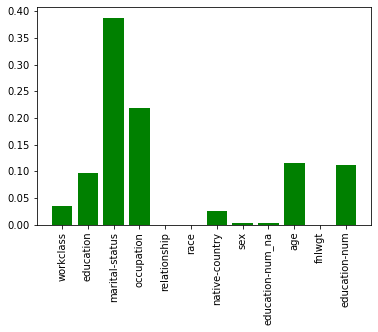 0.40
0.35
0.30
0.25
0.20
0.15
0.10
0.05
0.00
workclass
education
marital-status
occupation
relationship
race
native-country
sex
education-num_na
age
fnlwgt
education-num